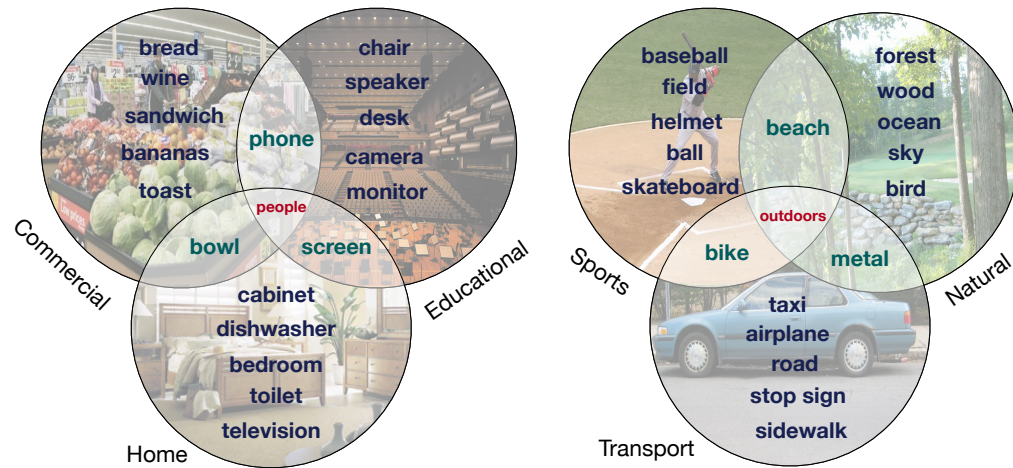 bread
wine
sandwich
bananas
toast
phone
chair
speaker
desk
camera
monitor
people
bowl
screen
cabinet
dishwasher
bedroom
toilet
television
Commercial
Educational
Home
baseball
field
helmet
ball
skateboard
beach
forest
wood
ocean
sky
bird
outdoors
bike
metal
taxi
airplane
road
stop sign
sidewalk
Sports
Natural
Transport
Low prices